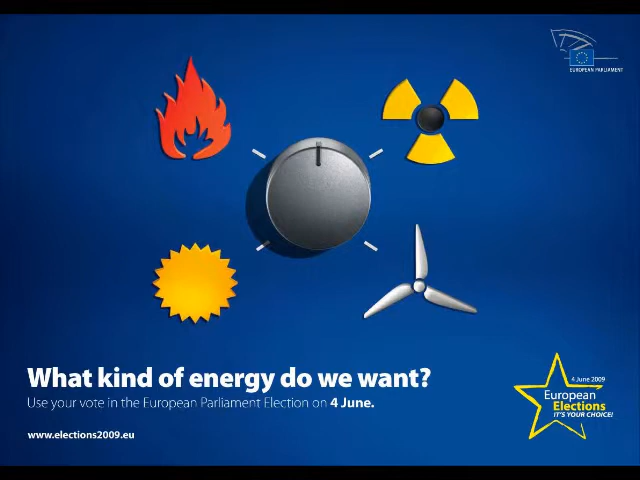 EUROPEAN PARLIAMENT
What kind of energy do we want?
Use your vote in the European Parliament Election on 4 June.
www.elections2009.eu
4 June 2009
European
Elections
IT'S YOUR CHOICE!